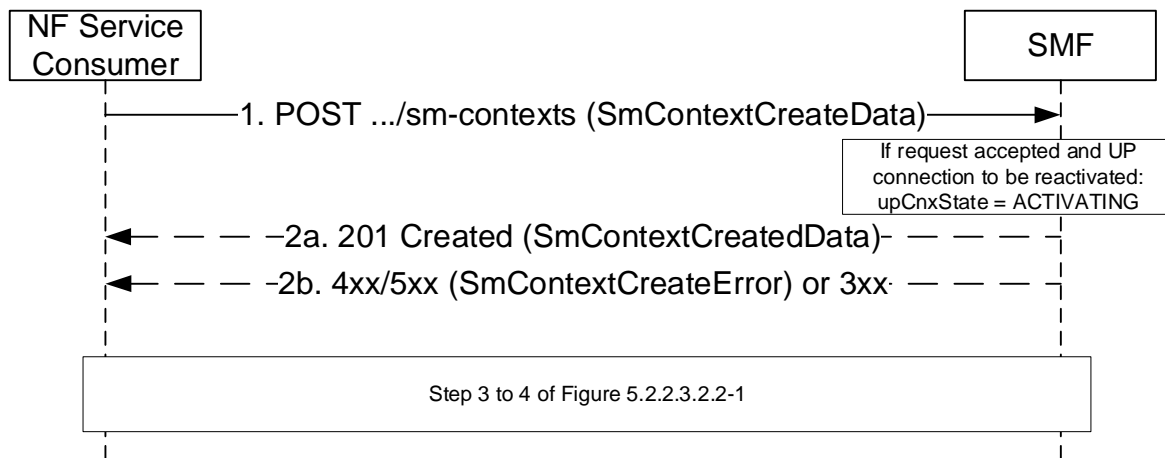 NF Service
Consumer
SMF
1. POST .../sm-contexts (SmContextCreateData)
If request accepted and UP
connection to be reactivated:
upCnxState = ACTIVATING
2a. 201 Created (SmContextCreatedData)
2b. 4xx/5xx (SmContextCreateError) or 3xx
Step 3 to 4 of Figure 5.2.2.3.2.2-1